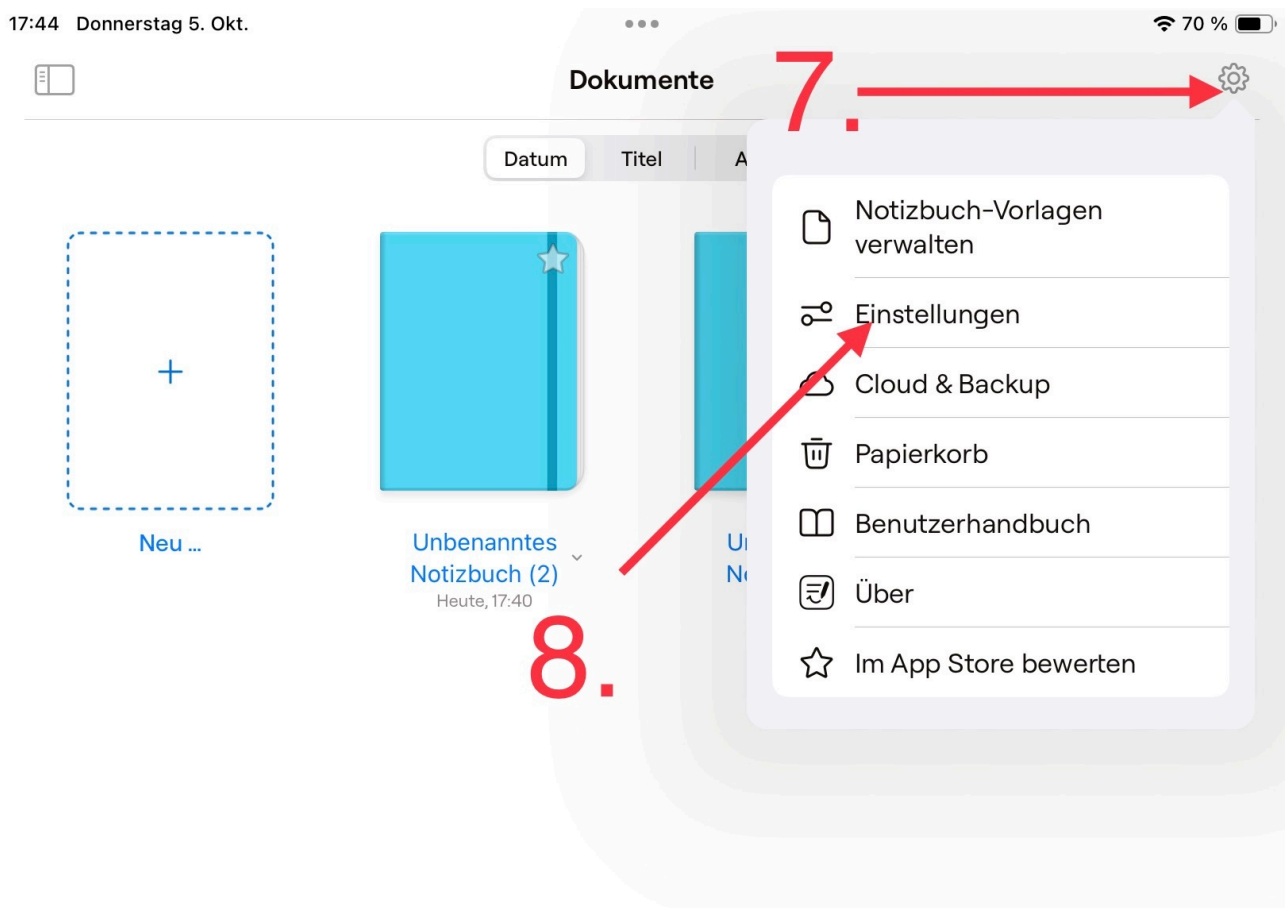 17:44 Donnerstag 5. Okt.
70 %
Dokumente
7.
Datum Titel A
Notizbuch-Vorlagen
verwalten
Einstellungen
Cloud & Backup
Papierkorb
Benutzerhandbuch
Über
Im App Store bewerten
Neu ...
Unbenanntes
Notizbuch (2)
Heute, 17:40
8.